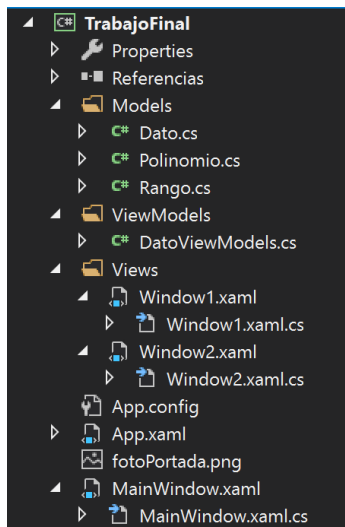 C# TrabajoFinal
Properties
Referencias
Models
C# Dato.cs
C# Polinomio.cs
C# Rango.cs
ViewModels
C# DatoViewModels.cs
Views
Window1.xaml
Window1.xaml.cs
Window2.xaml
Window2.xaml.cs
App.config
App.xaml
fotoPortada.png
MainWindow.xaml
MainWindow.xaml.cs